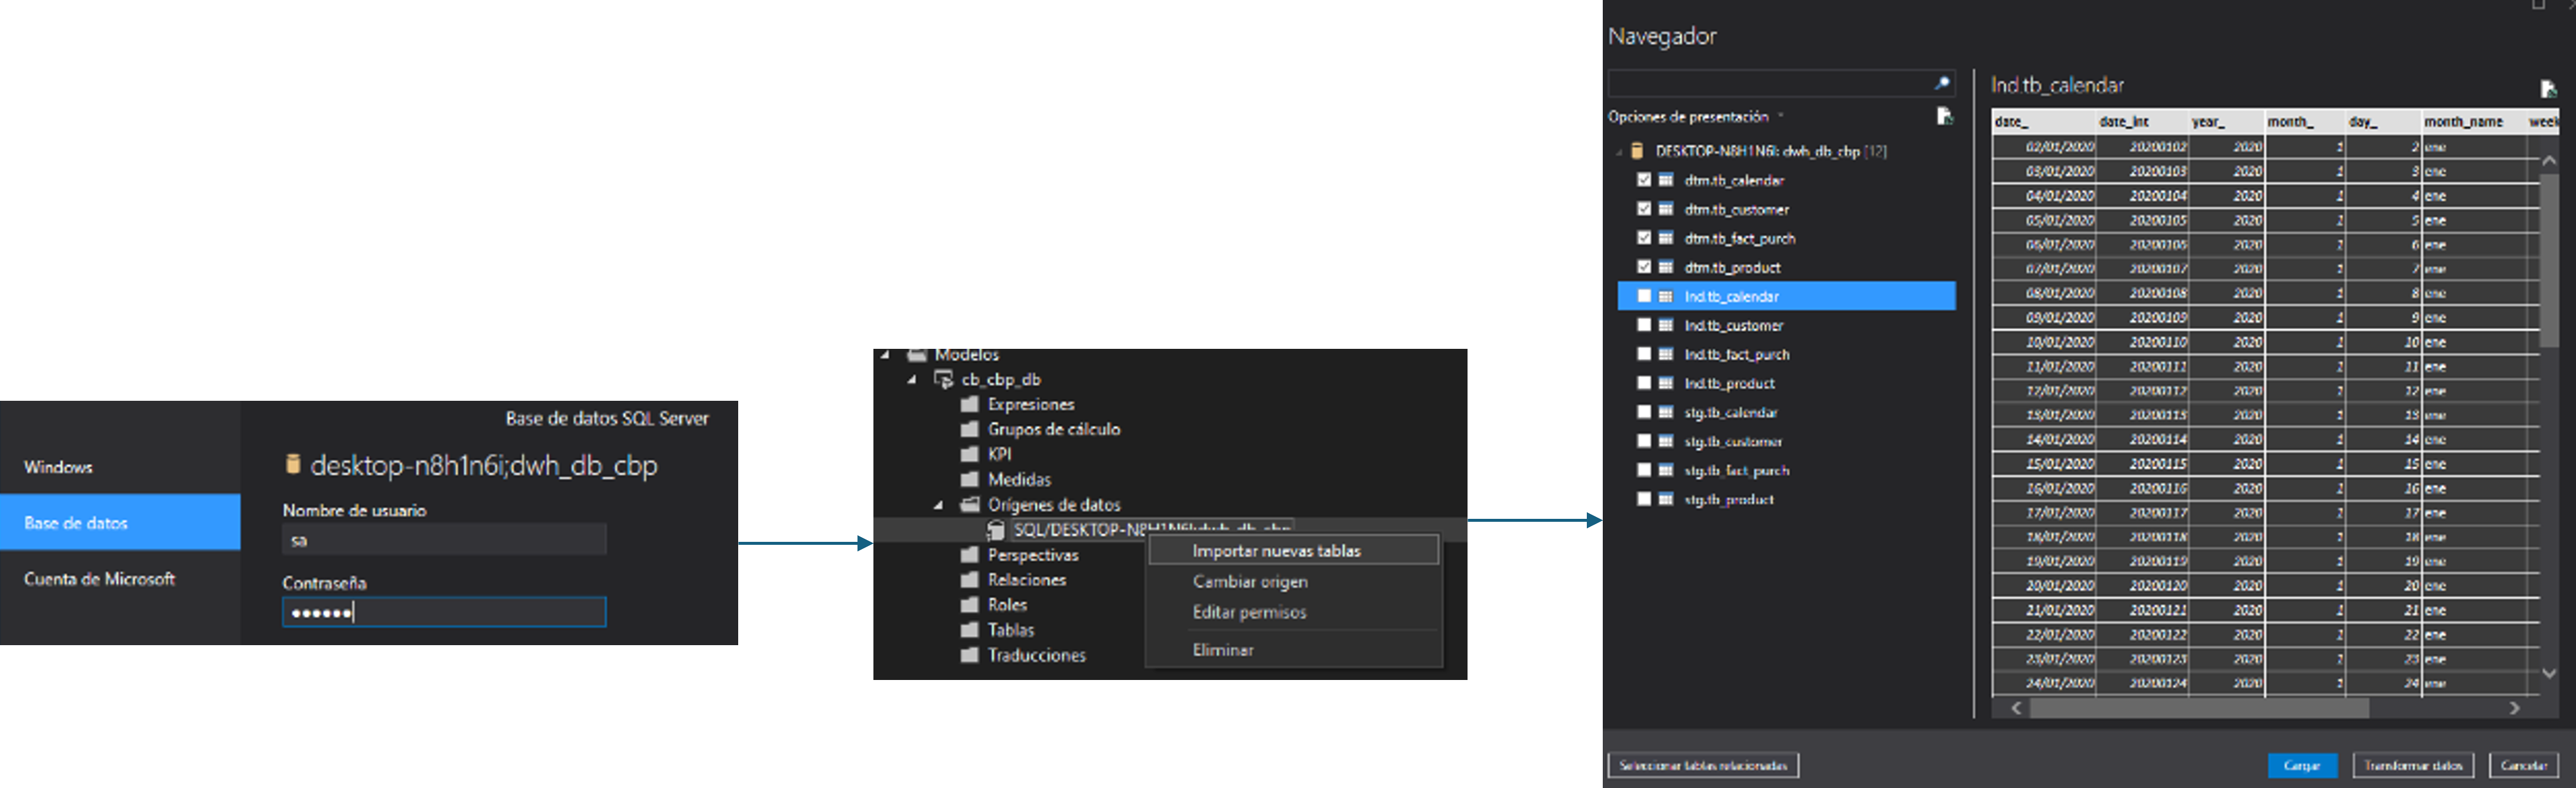 Base de datos SQL Server
Windows
Base de datos
Cuenta de Microsoft
desktop-n8h1n6i;dwh_db_cbp
Nombre de usuario
sa
Contraseña
••••••
Modelos
cb_cbp_db
Expresiones
Grupos de cálculo
KPI
Medidas
Orígenes de datos
SQL/DESKTOP-N8H1N6I;dwh_db_cbp
Perspectivas
Relaciones
Roles
Tablas
Traducciones
Importar nuevas tablas
Cambiar origen
Editar permisos
Eliminar
Navegador
Opciones de presentación
DESKTOP-N8H1N6I: dwh_db_cbp [12]
dtm.tb_calendar
dtm.tb_customer
dtm.tb_fact_purch
dtm.tb_product
lnd.tb_calendar
lnd.tb_customer
lnd.tb_fact_purch
lnd.tb_product
stg.tb_calendar
stg.tb_customer
stg.tb_fact_purch
stg.tb_product
lnd.tb_calendar
date_ date_int year_ month_ day_ month_name week
02/01/2020 20200102 2020 1 2 ene
03/01/2020 20200103 2020 1 3 ene
04/01/2020 20200104 2020 1 4 ene
05/01/2020 20200105 2020 1 5 ene
06/01/2020 20200106 2020 1 6 ene
07/01/2020 20200107 2020 1 7 ene
08/01/2020 20200108 2020 1 8 ene
09/01/2020 20200109 2020 1 9 ene
10/01/2020 20200110 2020 1 10 ene
11/01/2020 20200111 2020 1 11 ene
12/01/2020 20200112 2020 1 12 ene
13/01/2020 20200113 2020 1 13 ene
14/01/2020 20200114 2020 1 14 ene
15/01/2020 20200115 2020 1 15 ene
16/01/2020 20200116 2020 1 16 ene
17/01/2020 20200117 2020 1 17 ene
18/01/2020 20200118 2020 1 18 ene
19/01/2020 20200119 2020 1 19 ene
20/01/2020 20200120 2020 1 20 ene
21/01/2020 20200121 2020 1 21 ene
22/01/2020 20200122 2020 1 22 ene
23/01/2020 20200123 2020 1 23 ene
24/01/2020 20200124 2020 1 24 ene
Seleccionar tablas relacionadas
Cargar
Transformar datos
Cancelar